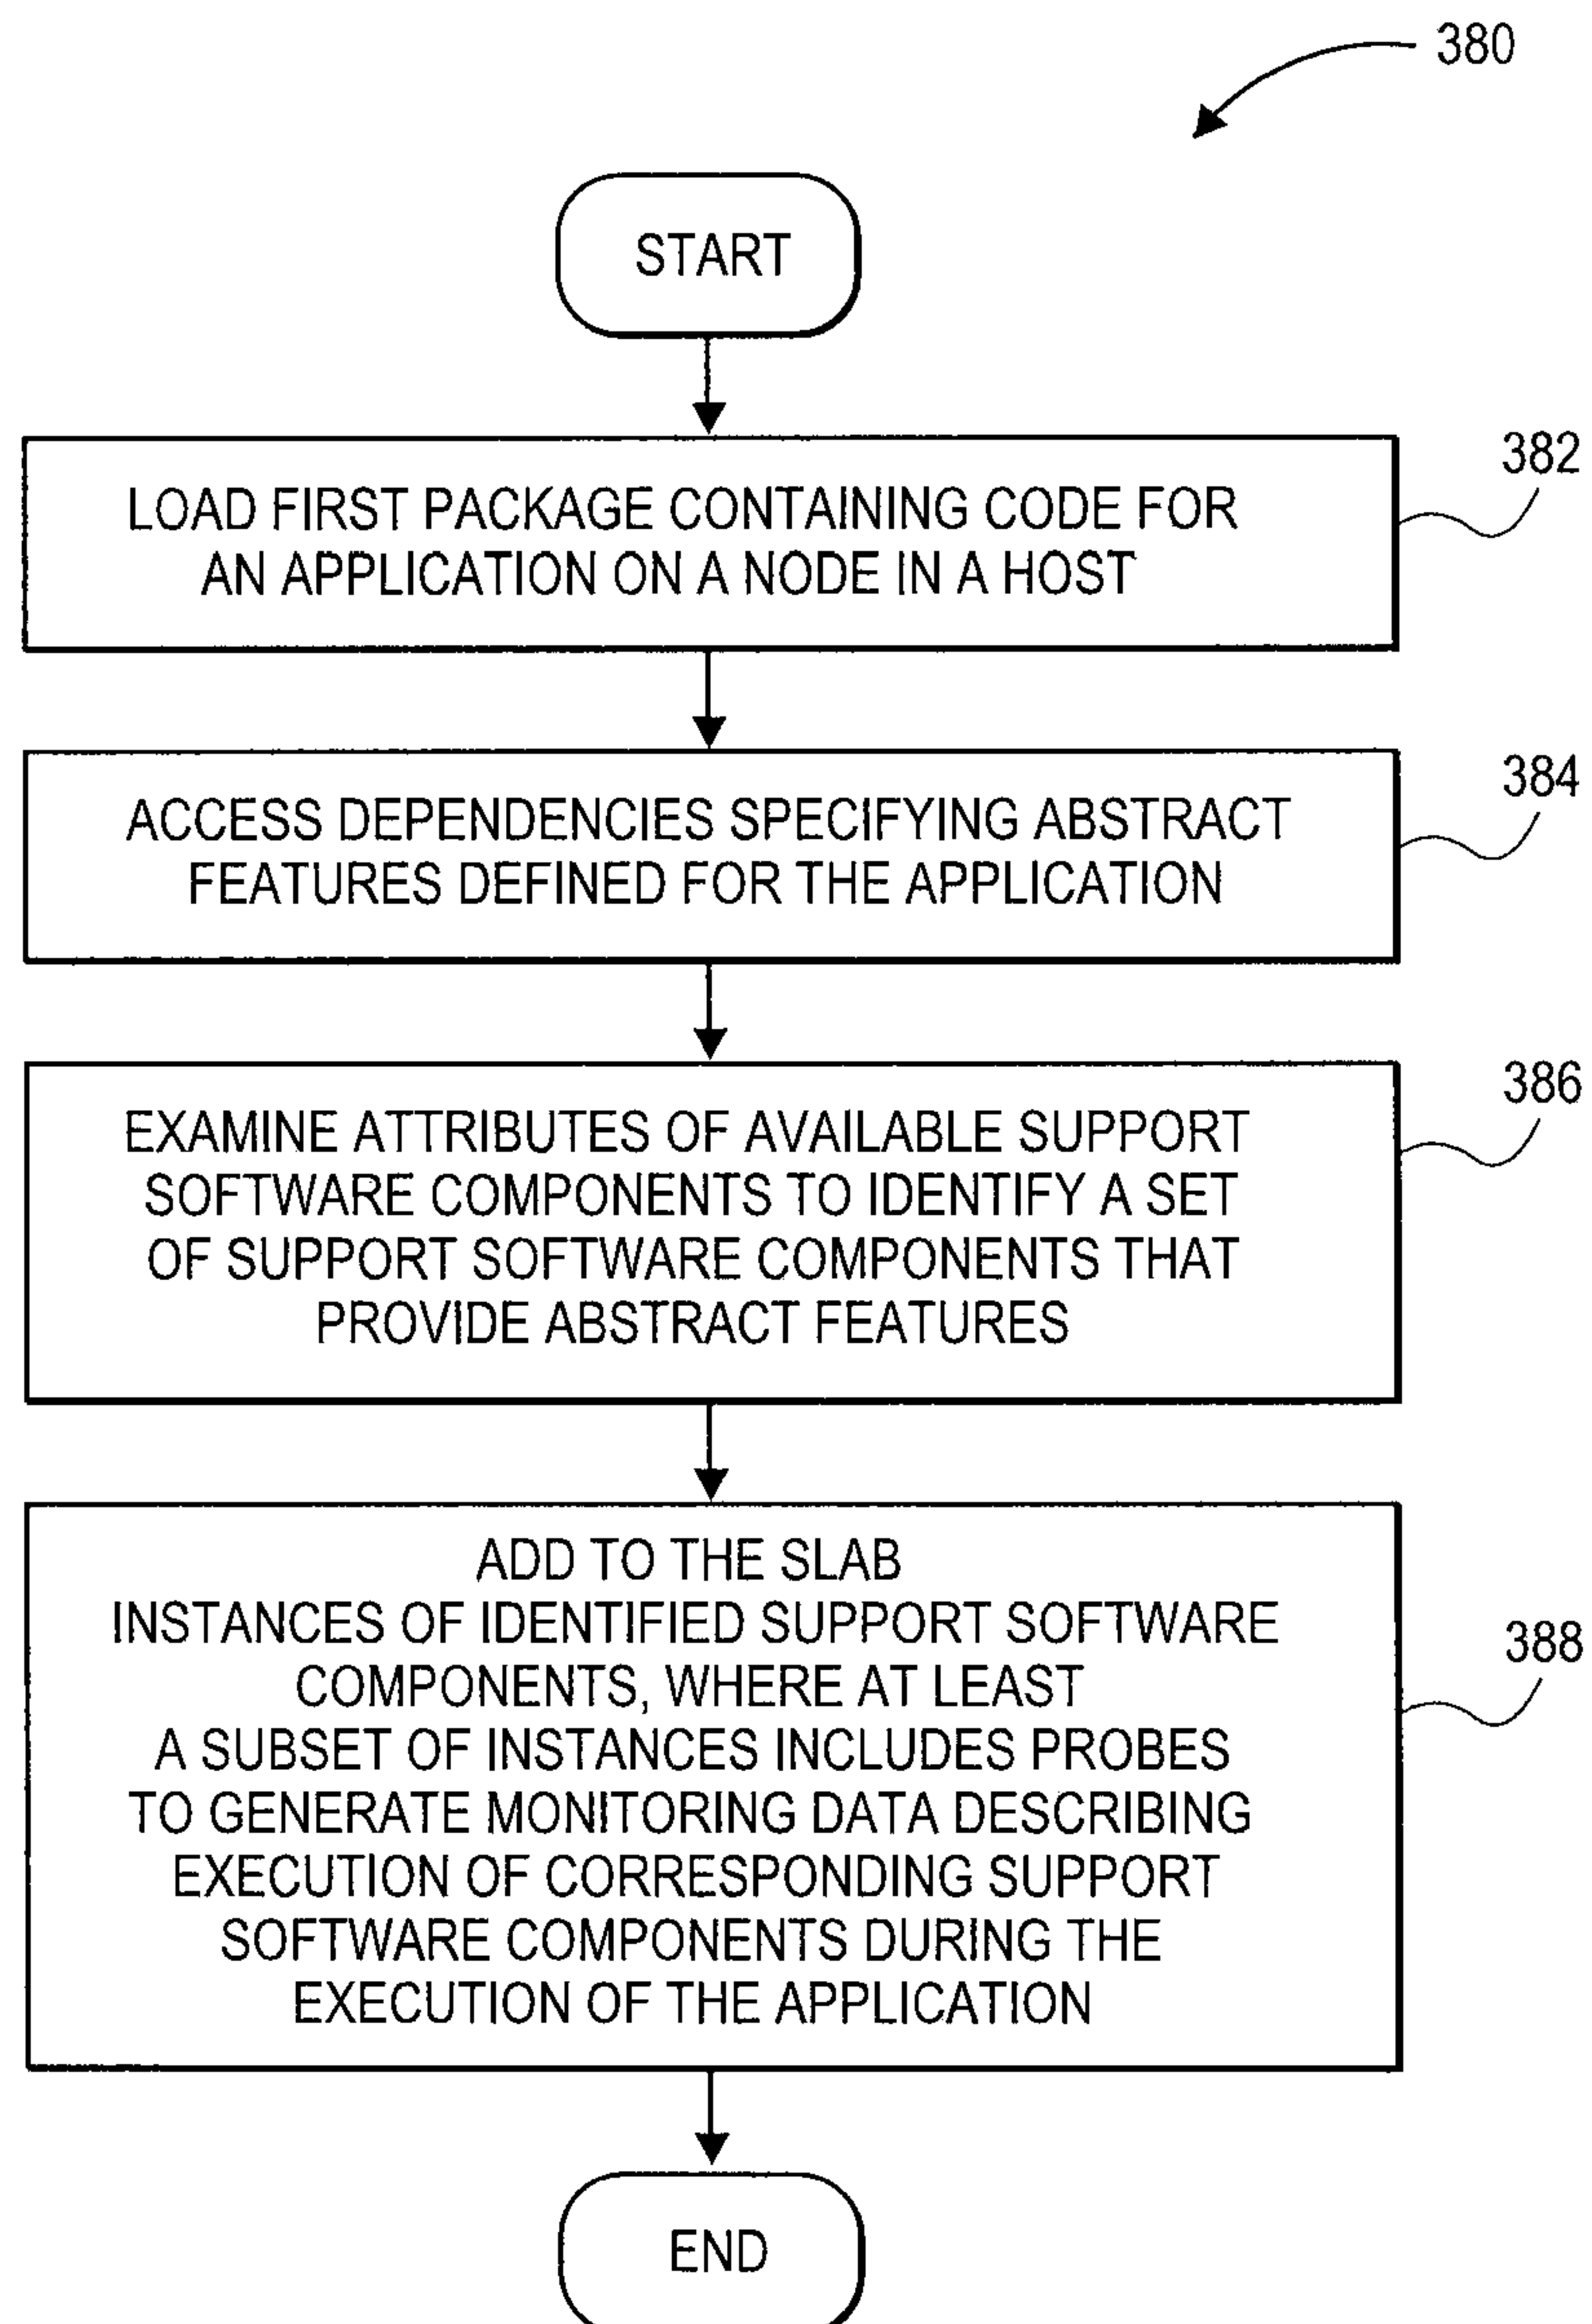 380
START
382
LOAD FIRST PACKAGE CONTAINING CODE FOR
AN APPLICATION ON A NODE IN A HOST
384
ACCESS DEPENDENCIES SPECIFYING ABSTRACT
FEATURES DEFINED FOR THE APPLICATION
386
EXAMINE ATTRIBUTES OF AVAILABLE SUPPORT
SOFTWARE COMPONENTS TO IDENTIFY A SET
OF SUPPORT SOFTWARE COMPONENTS THAT
PROVIDE ABSTRACT FEATURES
388
ADD TO THE SLAB
INSTANCES OF IDENTIFIED SUPPORT SOFTWARE
COMPONENTS, WHERE AT LEAST
A SUBSET OF INSTANCES INCLUDES PROBES
TO GENERATE MONITORING DATA DESCRIBING
EXECUTION OF CORRESPONDING SUPPORT
SOFTWARE COMPONENTS DURING THE
EXECUTION OF THE APPLICATION
END